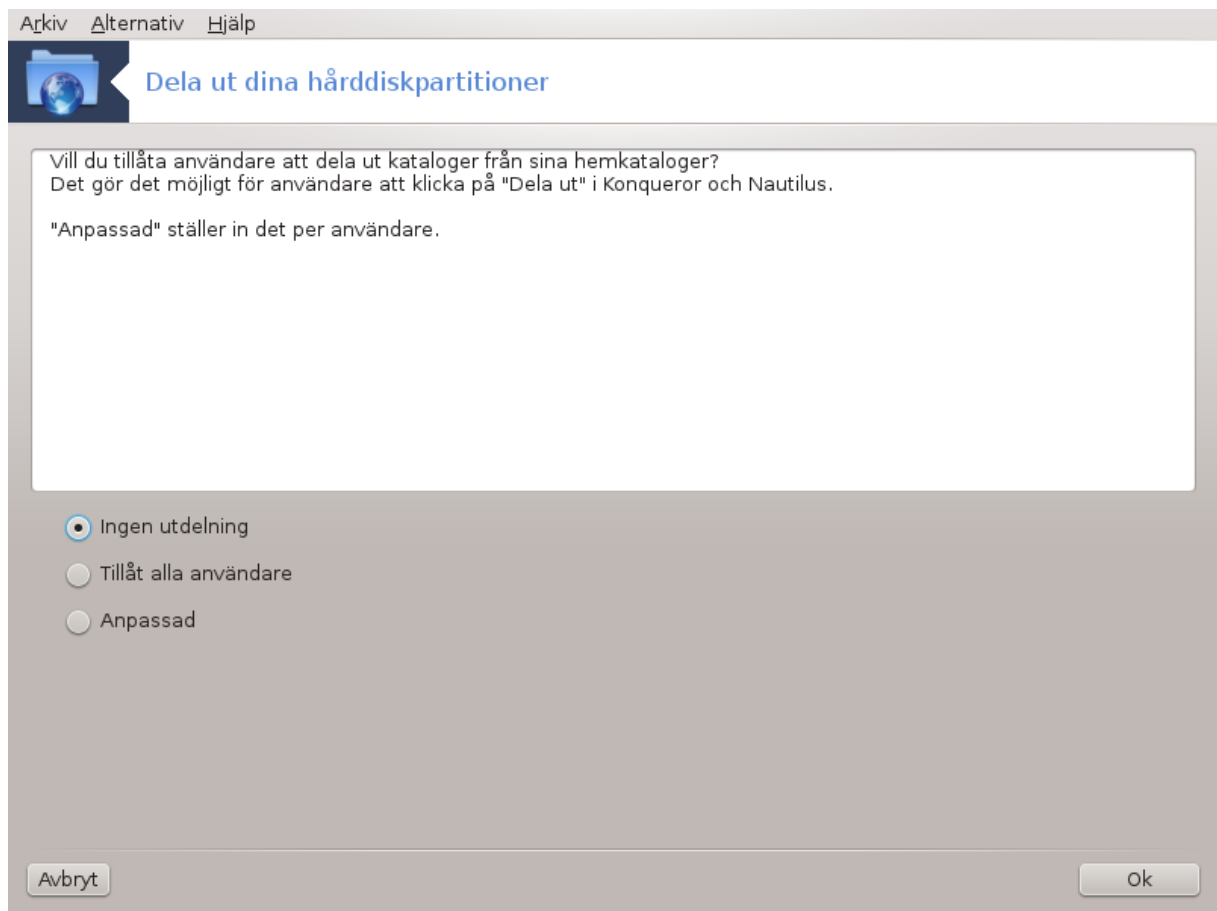 Arkiv Alternativ Hjälp
Dela ut dina hårddiskpartitioner
Vill du tillåta användare att dela ut kataloger från sina hemkataloger?
Det gör det möjligt för användare att klicka på "Dela ut" i Konqueror och Nautilus.
"Anpassad" ställer in det per användare.
Ingen utdelning
Tillåt alla användare
Anpassad
Avbryt Ok